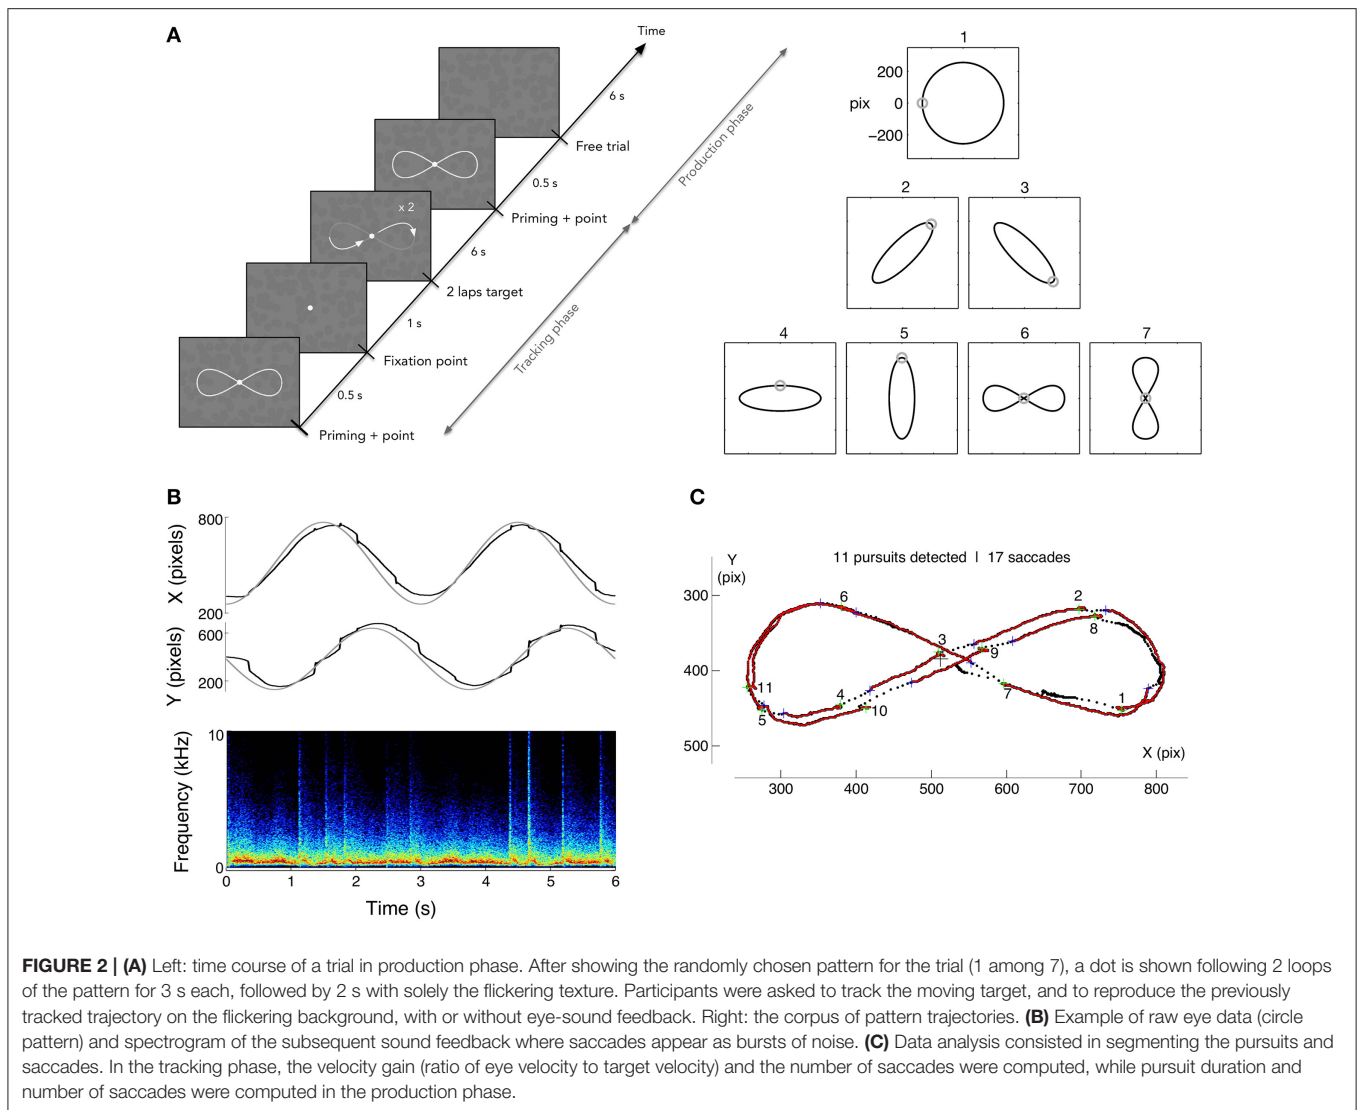 A
Time
6 s
Free trial
0.5 s
Priming + point
x 2
6 s
2 laps target
1 s
Fixation point
0.5 s
Priming + point
Production phase
Tracking phase
1
200
pix 0
−200
2 3
4 5 6 7
B
X (pixels)
800
200
Y (pixels)
600
200
Frequency (kHz)
10
0
0 1 2 3 4 5 6
Time (s)
C
11 pursuits detected | 17 saccades
Y
(pix)
300
400
500
6
2
8
3
9
11
5
4
10
7
1
X (pix)
300 400 500 600 700 800
FIGURE 2 | (A) Left: time course of a trial in production phase. After showing the randomly chosen pattern for the trial (1 among 7), a dot is shown following 2 loops
of the pattern for 3 s each, followed by 2 s with solely the flickering texture. Participants were asked to track the moving target, and to reproduce the previously
tracked trajectory on the flickering background, with or without eye-sound feedback. Right: the corpus of pattern trajectories. (B) Example of raw eye data (circle
pattern) and spectrogram of the subsequent sound feedback where saccades appear as bursts of noise. (C) Data analysis consisted in segmenting the pursuits and
saccades. In the tracking phase, the velocity gain (ratio of eye velocity to target velocity) and the number of saccades were computed, while pursuit duration and
number of saccades were computed in the production phase.